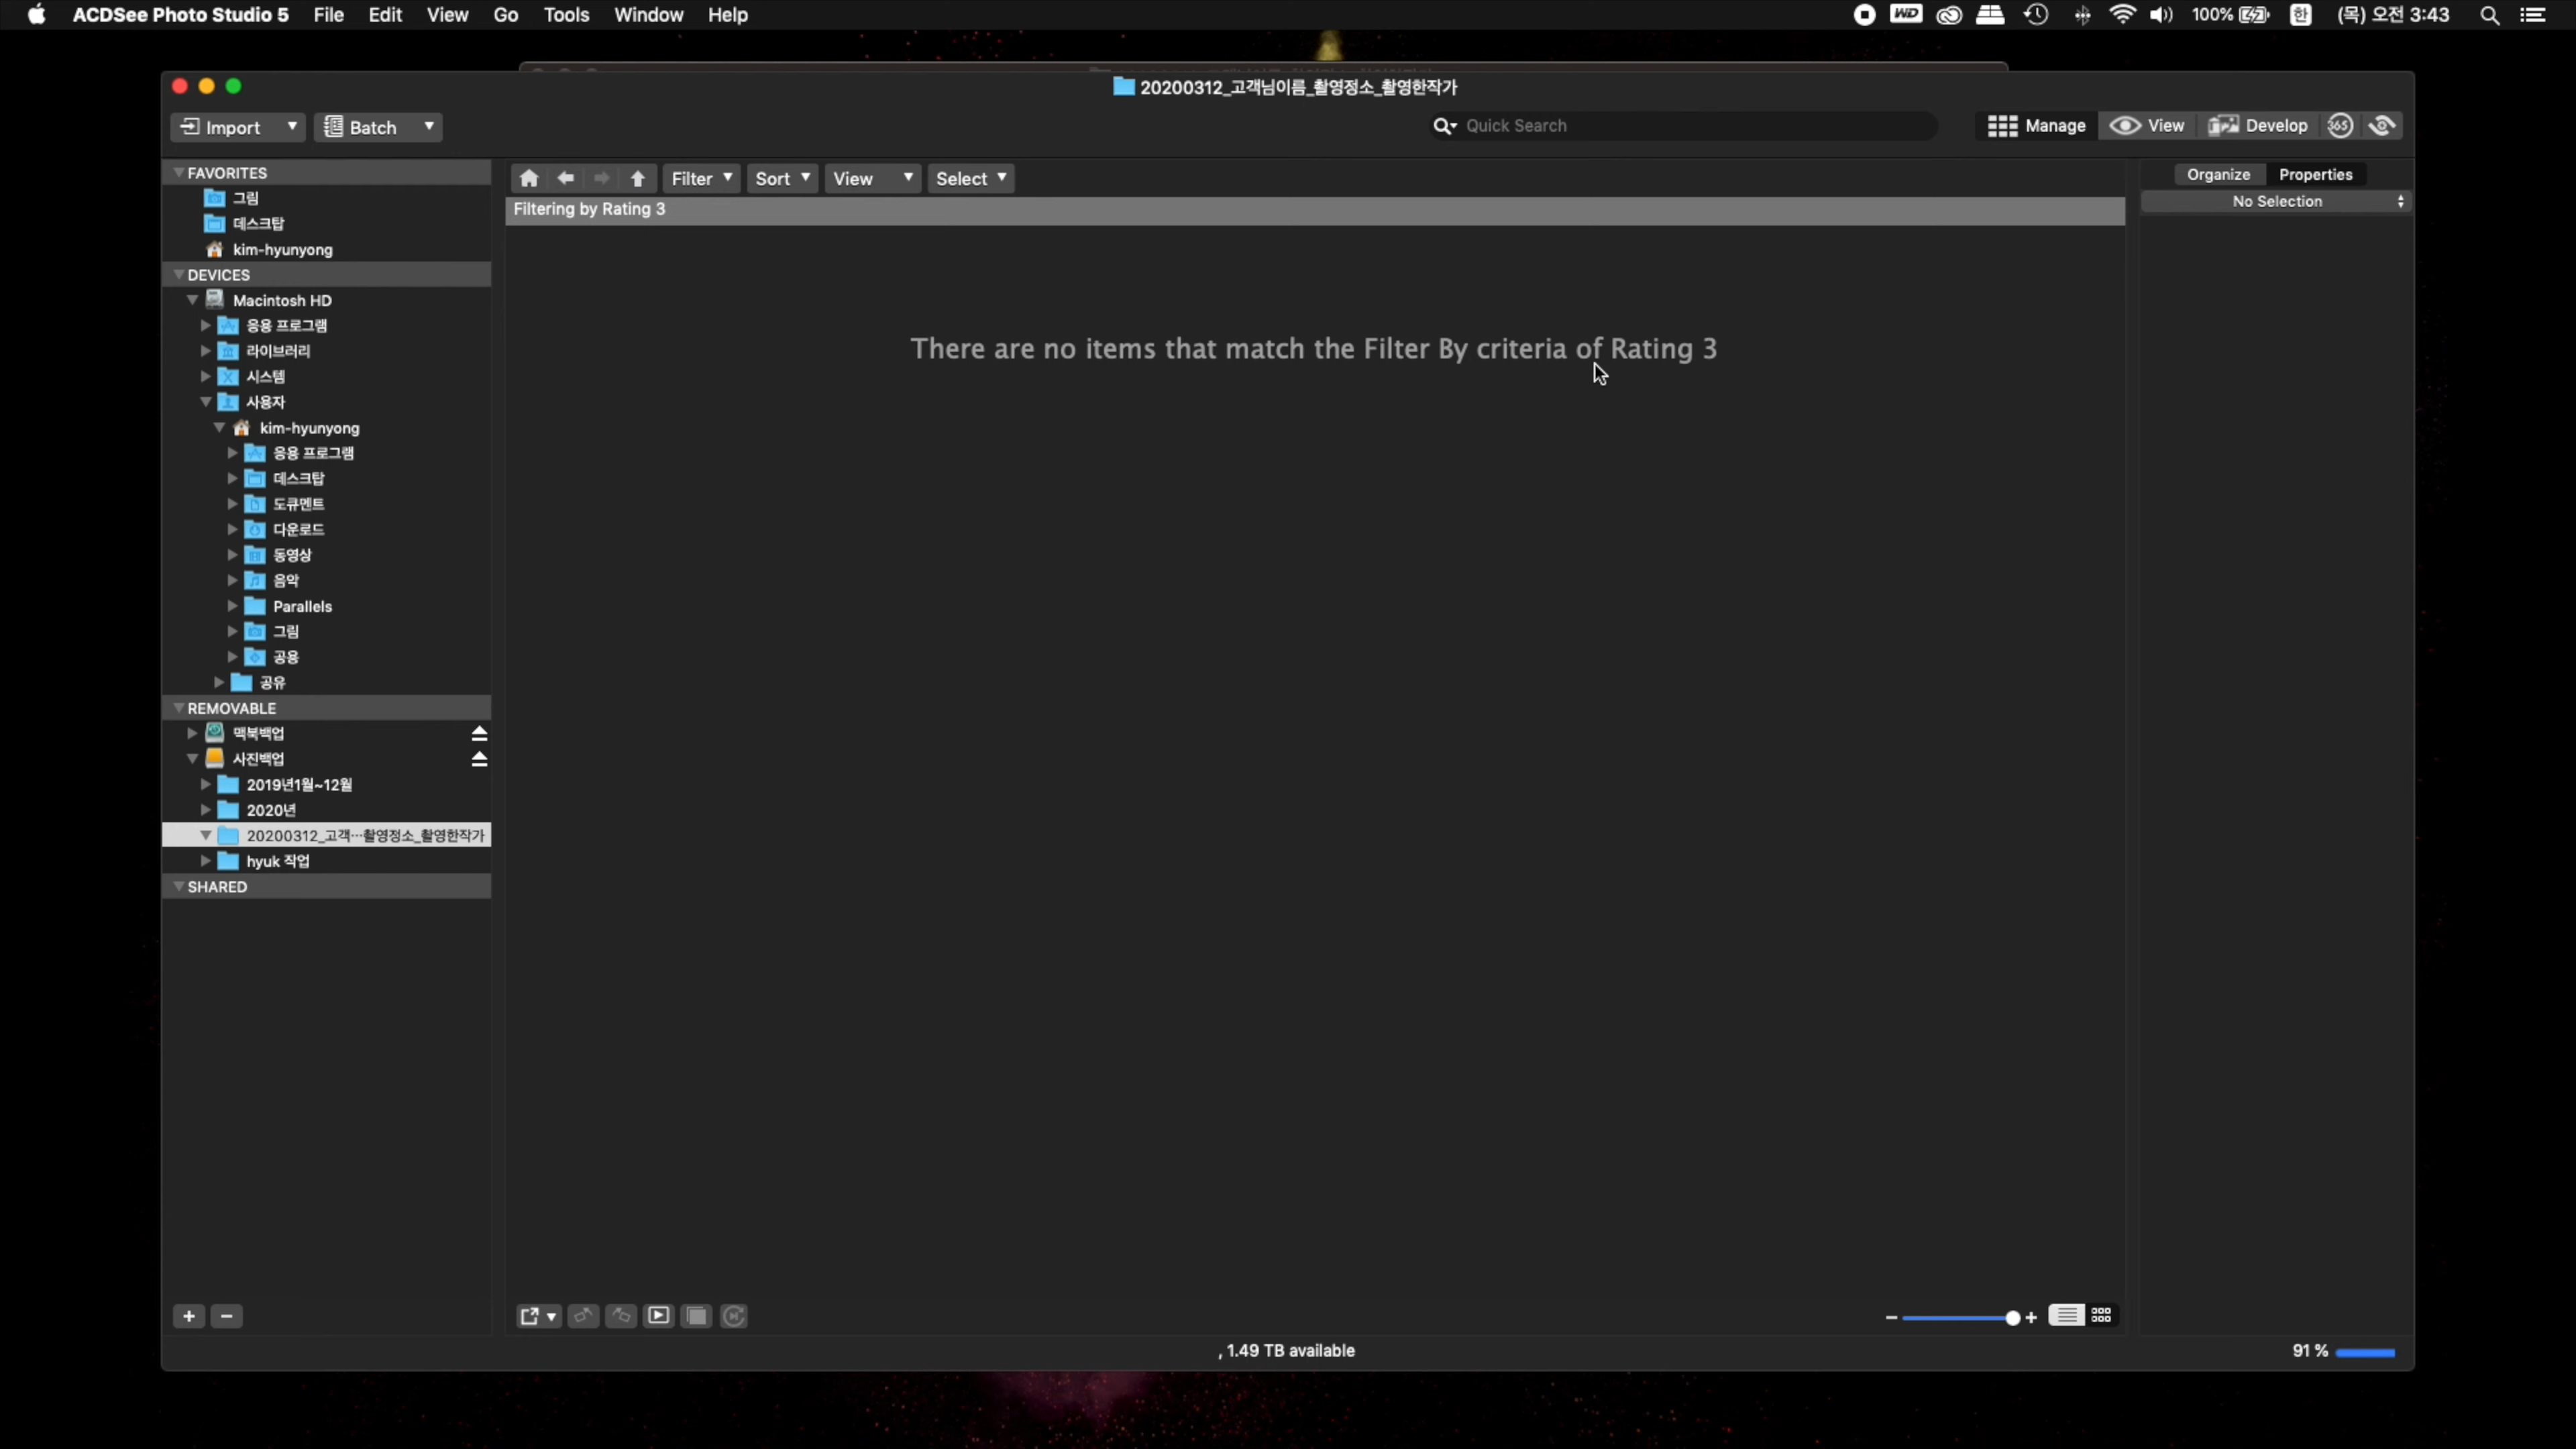 ACDSee Photo Studio 5 File Edit View Go Tools Window Help WD 100% 한 (목) 오전 3:43
20200312_고객님이름_촬영정소_촬영한작가
Import Batch Quick Search Manage View Develop 365
FAVORITES
그림
데스크탑
kim-hyunyong
DEVICES
Macintosh HD
응용 프로그램
라이브러리
시스템
사용자
kim-hyunyong
응용 프로그램
데스크탑
도큐멘트
다운로드
동영상
음악
Parallels
그림
공용
공유
REMOVABLE
맥북백업
사진백업
2019년1월~12월
2020년
20200312_고객…촬영정소_촬영한작가
hyuk 작업
SHARED
Filter Sort View Select
Filtering by Rating 3
There are no items that match the Filter By criteria of Rating 3
Organize Properties
No Selection
, 1.49 TB available
91 %